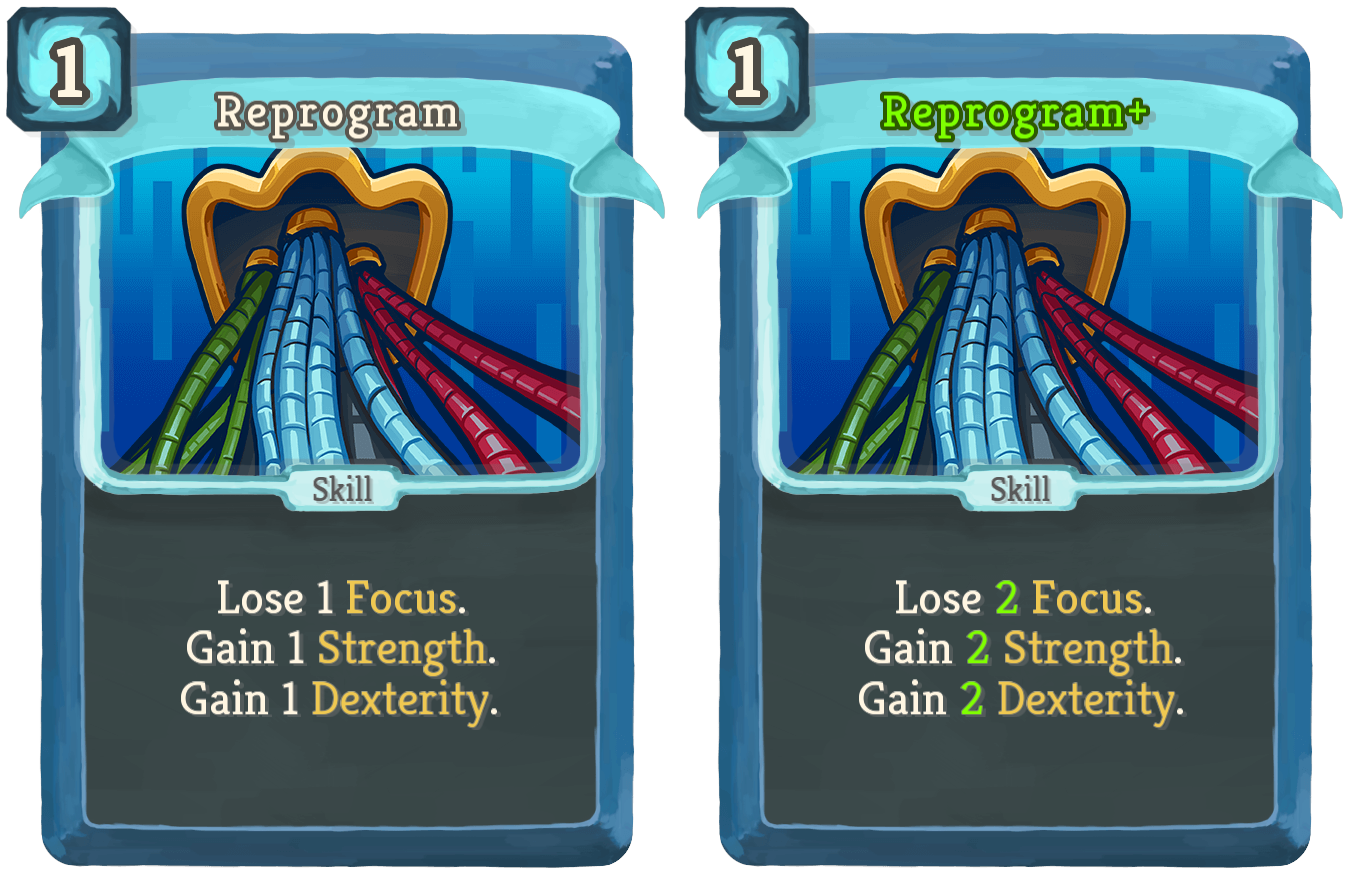 1
Reprogram
Skill
Lose 1 Focus.
Gain 1 Strength.
Gain 1 Dexterity.
1
Reprogram+
Skill
Lose 2 Focus.
Gain 2 Strength.
Gain 2 Dexterity.